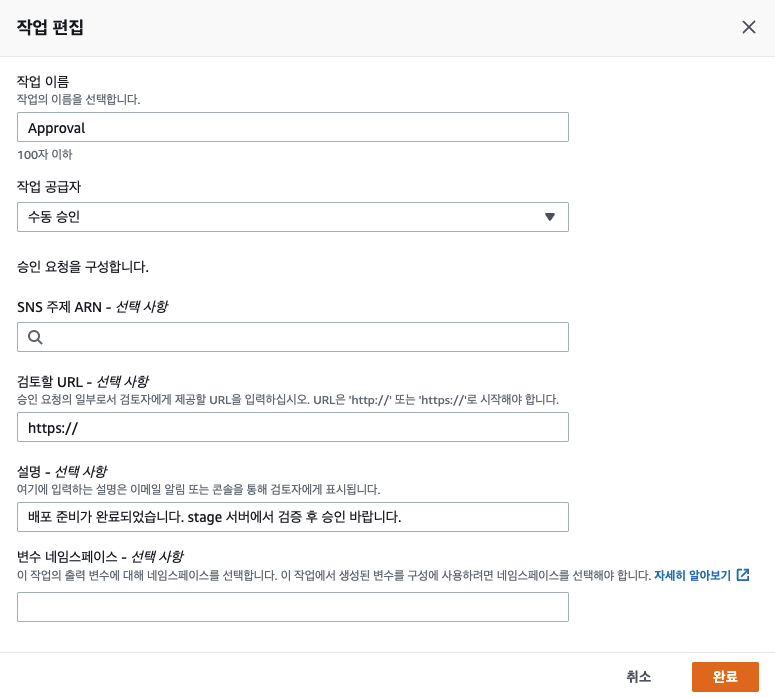 작업 편집
작업 이름
작업의 이름을 선택합니다.
Approval
100자 이하
작업 공급자
수동 승인
승인 요청을 구성합니다.
SNS 주제 ARN - 선택 사항
검토할 URL - 선택 사항
승인 요청의 일부로서 검토자에게 제공할 URL을 입력하십시오. URL은 'http://' 또는 'https://'로 시작해야 합니다.
https://
설명 - 선택 사항
여기에 입력하는 설명은 이메일 알림 또는 콘솔을 통해 검토자에게 표시됩니다.
배포 준비가 완료되었습니다. stage 서버에서 검증 후 승인 바랍니다.
변수 네임스페이스 - 선택 사항
이 작업의 출력 변수에 대해 네임스페이스를 선택합니다. 이 작업에서 생성된 변수를 구성에 사용하려면 네임스페이스를 선택해야 합니다. 자세히 알아보기
취소
완료